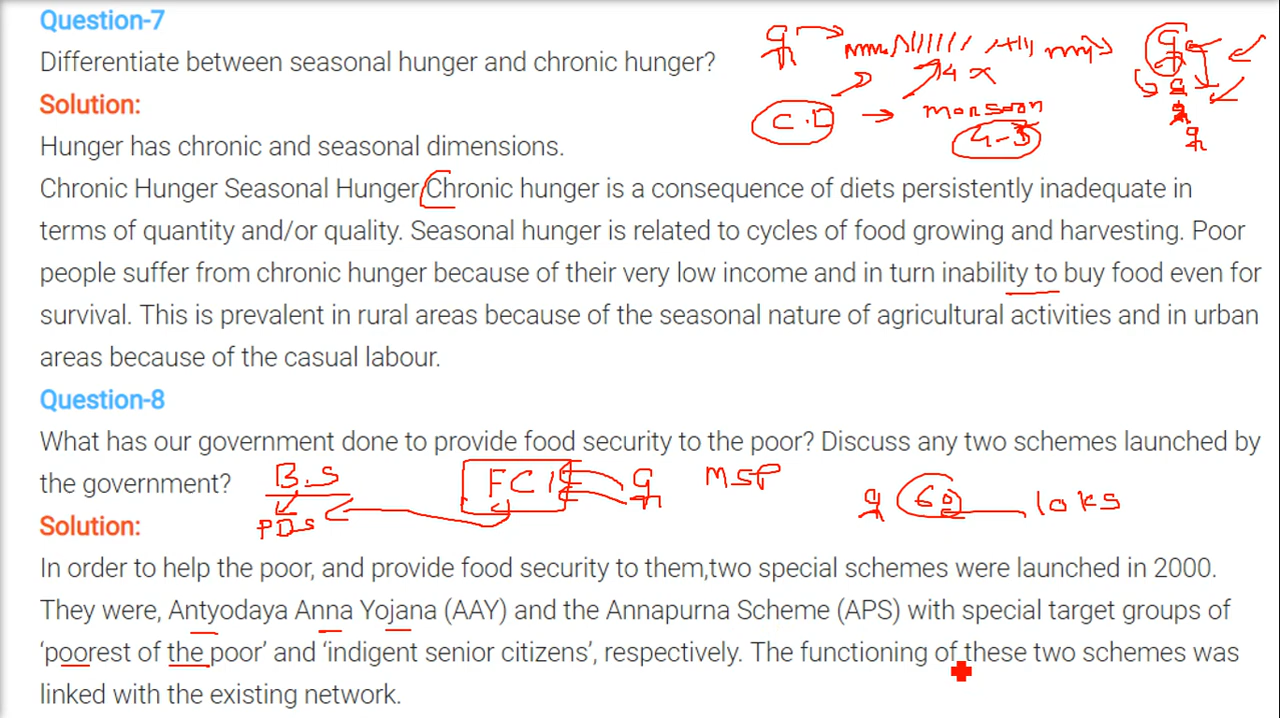 Question-7
Differentiate between seasonal hunger and chronic hunger?
Solution:
C.D → monsoon
4-5
4 x
Hunger has chronic and seasonal dimensions.
Chronic Hunger Seasonal Hunger Chronic hunger is a consequence of diets persistently inadequate in
terms of quantity and/or quality. Seasonal hunger is related to cycles of food growing and harvesting. Poor
people suffer from chronic hunger because of their very low income and in turn inability to buy food even for
survival. This is prevalent in rural areas because of the seasonal nature of agricultural activities and in urban
areas because of the casual labour.
Question-8
What has our government done to provide food security to the poor? Discuss any two schemes launched by
the government?
B.S
FCI
MSP
60
10KS
PDS
Solution:
In order to help the poor, and provide food security to them,two special schemes were launched in 2000.
They were, Antyodaya Anna Yojana (AAY) and the Annapurna Scheme (APS) with special target groups of
‘poorest of the poor’ and ‘indigent senior citizens’, respectively. The functioning of these two schemes was
linked with the existing network.